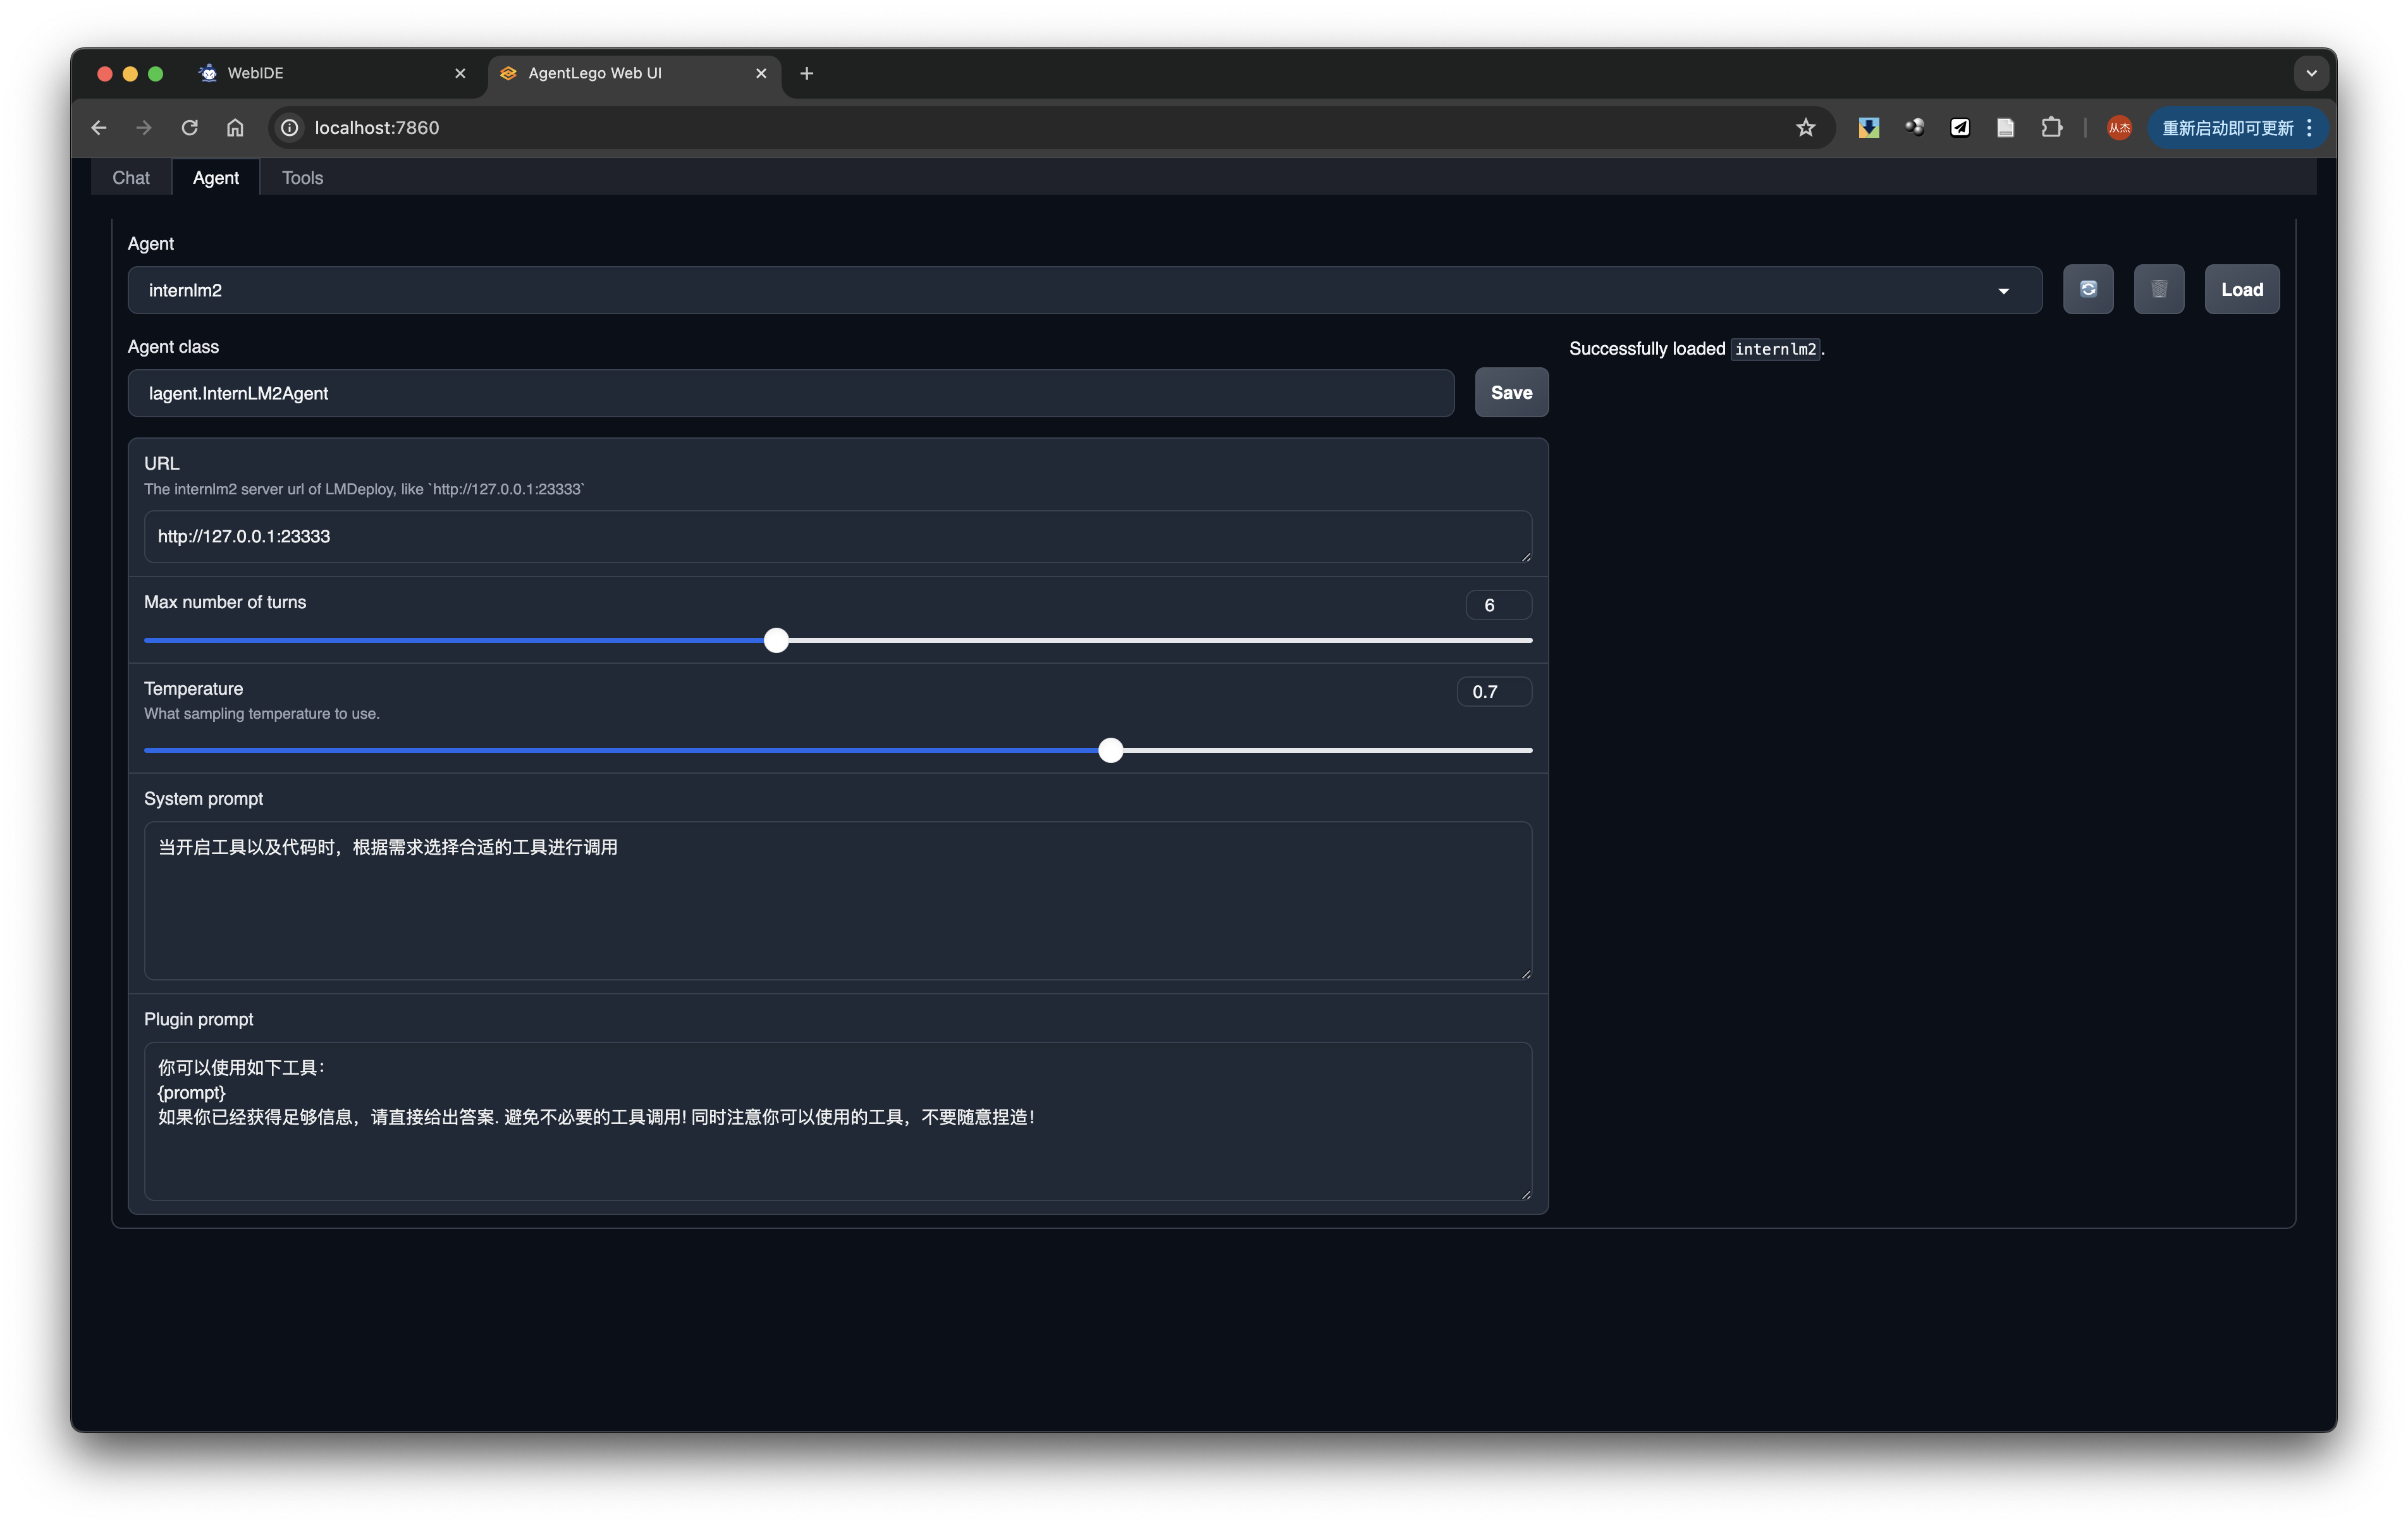 WebIDE
AgentLego Web UI
localhost:7860
从杰
重新启动即可更新
Chat
Agent
Tools
Agent
internlm2
Load
Agent class
Successfully loaded internlm2.
lagent.InternLM2Agent
Save
URL
The internlm2 server url of LMDeploy, like `http://127.0.0.1:23333`
http://127.0.0.1:23333
Max number of turns
6
Temperature
0.7
What sampling temperature to use.
System prompt
当开启工具以及代码时，根据需求选择合适的工具进行调用
Plugin prompt
你可以使用如下工具：
{prompt}
如果你已经获得足够信息，请直接给出答案. 避免不必要的工具调用! 同时注意你可以使用的工具，不要随意捏造！